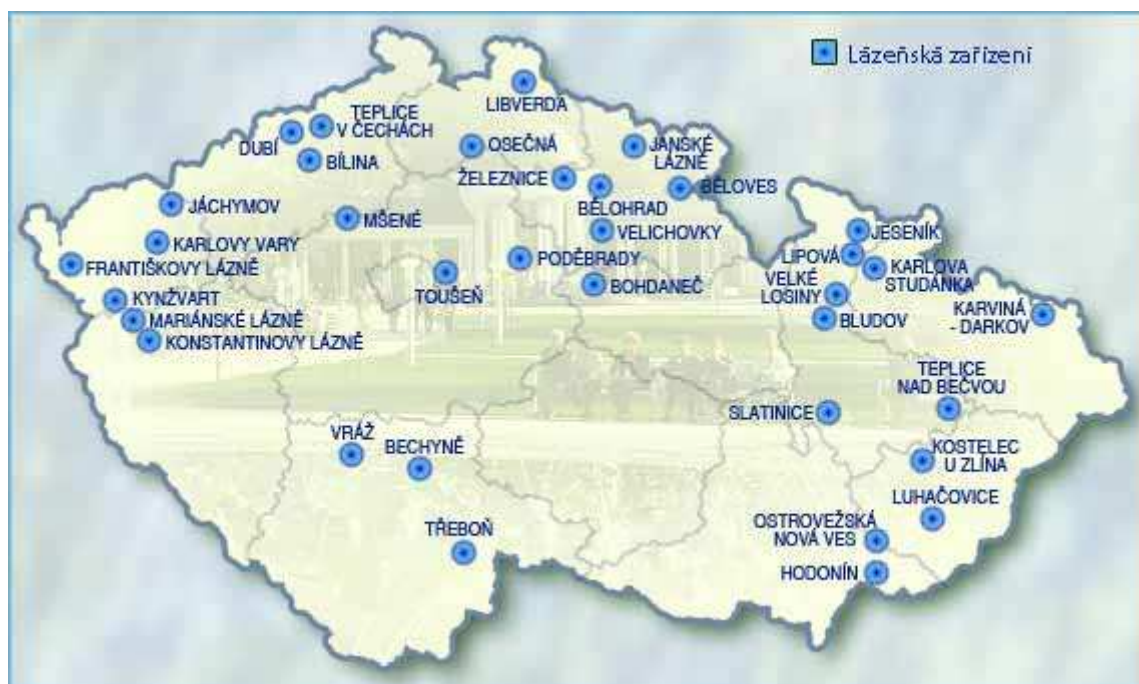 Lázeňská zařízení
LIBVERDA
TEPLICE
V ČECHÁCH
DUBÍ
BÍLINA
OSEČNÁ
JANSKÉ
LÁZNĚ
ŽELEZNICE
BĚLOHRAD
BĚLOVES
JÁCHYMOV
MŠENÉ
VELICHOVKY
JESENÍK
KARLOVY VARY
PODĚBRADY
LIPOVÁ
KARLOVA
STUDÁNKA
FRANTIŠKOVY LÁZNĚ
TOUŠEŇ
BOHDANEČ
VELKÉ
LOSINY
KYNŽVART
MARIÁNSKÉ LÁZNĚ
KONSTANTINOVY LÁZNĚ
BLUDOV
KARVINÁ
- DARKOV
TEPLICE
NAD BEČVOU
SLATINICE
VRÁŽ
BECHYNĚ
KOSTELEC
U ZLÍNA
LUHAČOVICE
TŘEBOŇ
OSTROVEŽSKÁ
NOVÁ VES
HODONÍN